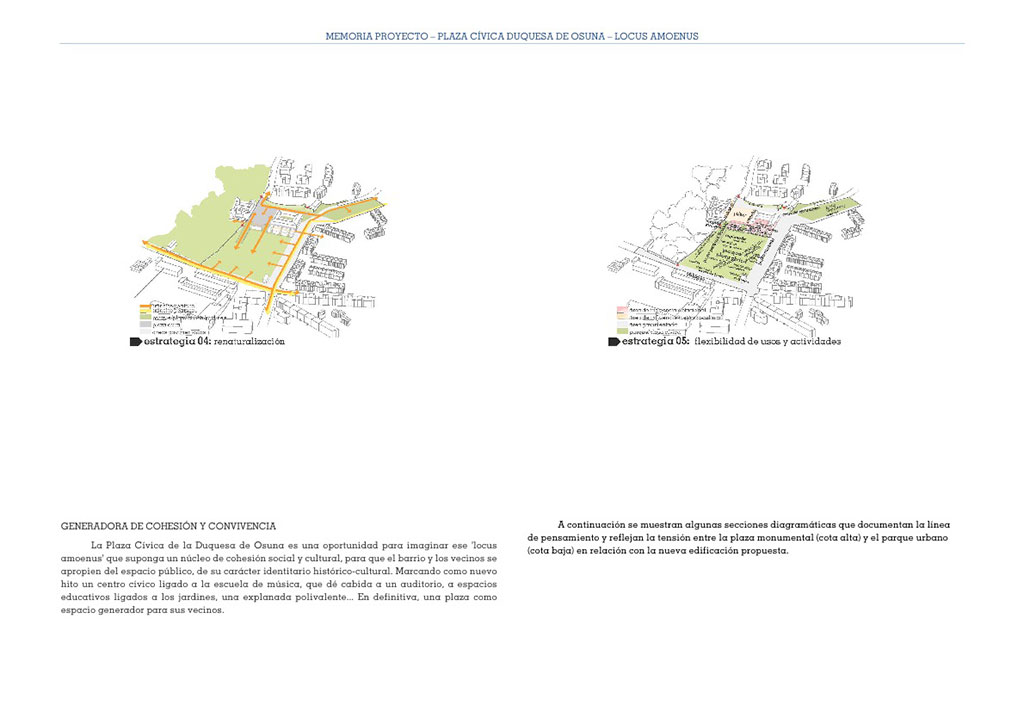 MEMORIA PROYECTO – PLAZA CÍVICA DUQUESA DE OSUNA – LOCUS AMOENUS
estrategia 04: renaturalización
estrategia 05: flexibilidad de usos y actividades
GENERADORA DE COHESIÓN Y CONVIVENCIA
La Plaza Cívica de la Duquesa de Osuna es una oportunidad para imaginar ese 'locus
amoenus' que suponga un núcleo de cohesión social y cultural, para que el barrio y los vecinos se
apropien del espacio público, de su carácter identitario histórico-cultural. Marcando como nuevo
hito un centro cívico ligado a la escuela de música, que dé cabida a un auditorio, a espacios
educativos ligados a los jardines, una explanada polivalente... En definitiva, una plaza como
espacio generador para sus vecinos.
A continuación se muestran algunas secciones diagramáticas que documentan la línea
de pensamiento y reflejan la tensión entre la plaza monumental (cota alta) y el parque urbano
(cota baja) en relación con la nueva edificación propuesta.